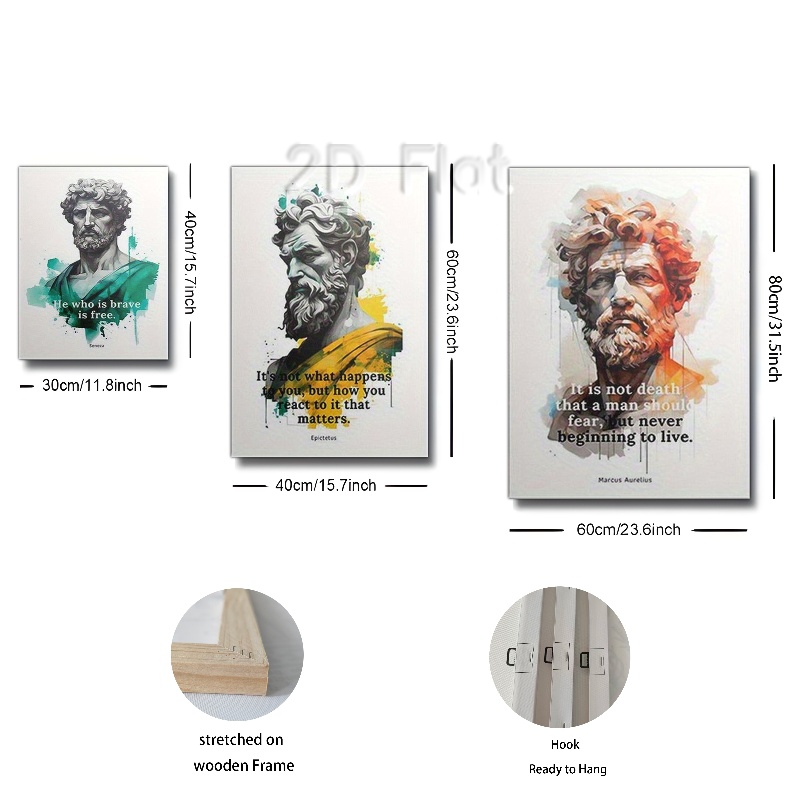 2D Flat
He who is brave
is free.
Seneca
40cm/15.7inch
30cm/11.8inch
It's not what happens
to you, but how you
react to it that
matters.
Epictetus
60cm/23.6inch
40cm/15.7inch
It is not death
that a man should
fear, but never
beginning to live.
Marcus Aurelius
80cm/31.5inch
60cm/23.6inch
stretched on
wooden Frame
Hook
Ready to Hang